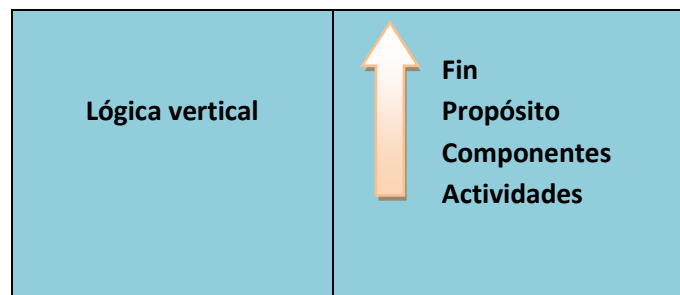 Lógica vertical
Fin
Propósito
Componentes
Actividades